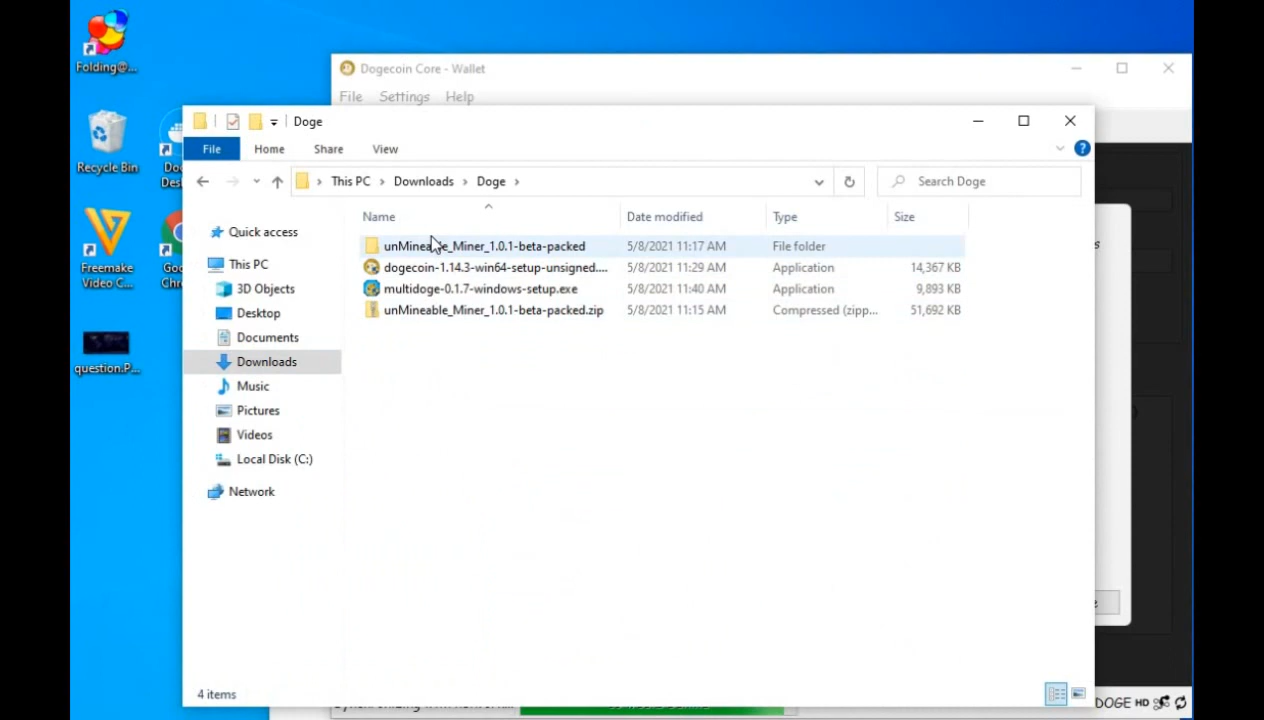 Folding@...
Dogecoin Core - Wallet
File Settings Help
Doge
File Home Share View
Recycle Bin
This PC > Downloads > Doge >
Search Doge
Name Date modified Type Size
Quick access
unMineable_Miner_1.0.1-beta-packed 5/8/2021 11:17 AM File folder
This PC
dogecoin-1.14.3-win64-setup-unsigned.... 5/8/2021 11:29 AM Application 14,367 KB
3D Objects
multidoge-0.1.7-windows-setup.exe 5/8/2021 11:40 AM Application 9,893 KB
Freemake
Video C...
Desktop
unMineable_Miner_1.0.1-beta-packed.zip 5/8/2021 11:15 AM Compressed (zipp... 51,692 KB
Documents
Downloads
question.P...
Music
Pictures
Videos
Local Disk (C:)
Network
4 items
DOGE HD